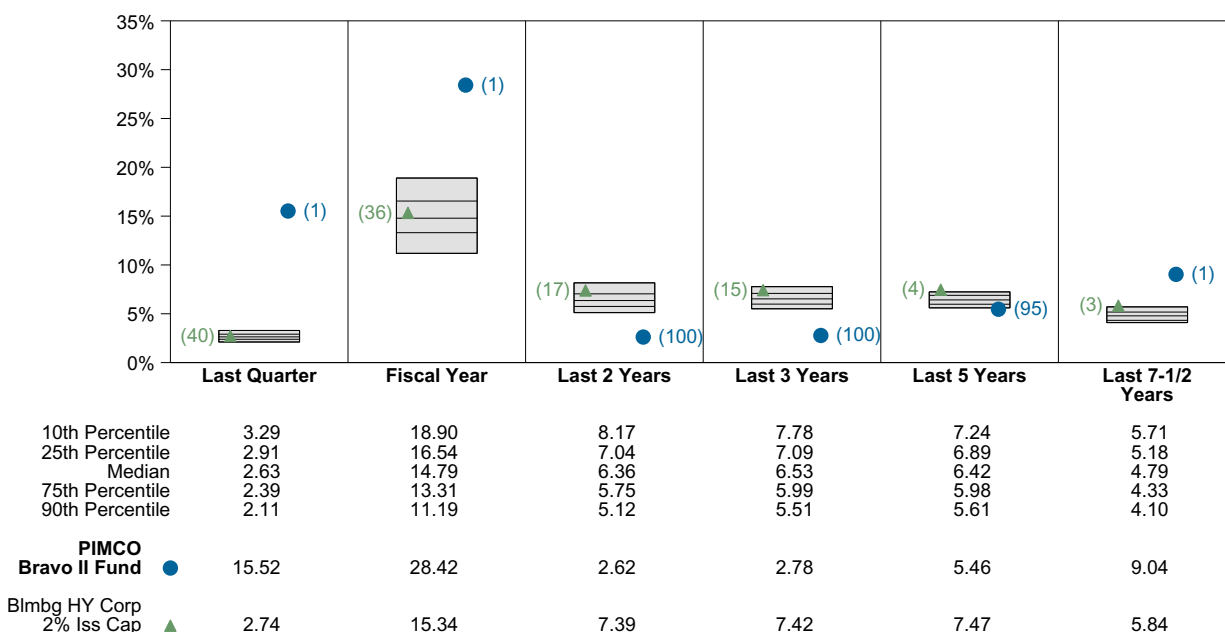 35%
30%
25%
20%
15%
10%
5%
0%
(40)
(1)
(36)
(1)
(17)
(100)
(15)
(100)
(4)
(95)
(3)
(1)
Last Quarter Fiscal Year Last 2 Years Last 3 Years Last 5 Years Last 7-1/2
Years
10th Percentile 3.29 18.90 8.17 7.78 7.24 5.71
25th Percentile 2.91 16.54 7.04 7.09 6.89 5.18
Median 2.63 14.79 6.36 6.53 6.42 4.79
75th Percentile 2.39 13.31 5.75 5.99 5.98 4.33
90th Percentile 2.11 11.19 5.12 5.51 5.61 4.10
PIMCO
Bravo II Fund 15.52 28.42 2.62 2.78 5.46 9.04
Blmbg HY Corp
2% Iss Cap 2.74 15.34 7.39 7.42 7.47 5.84